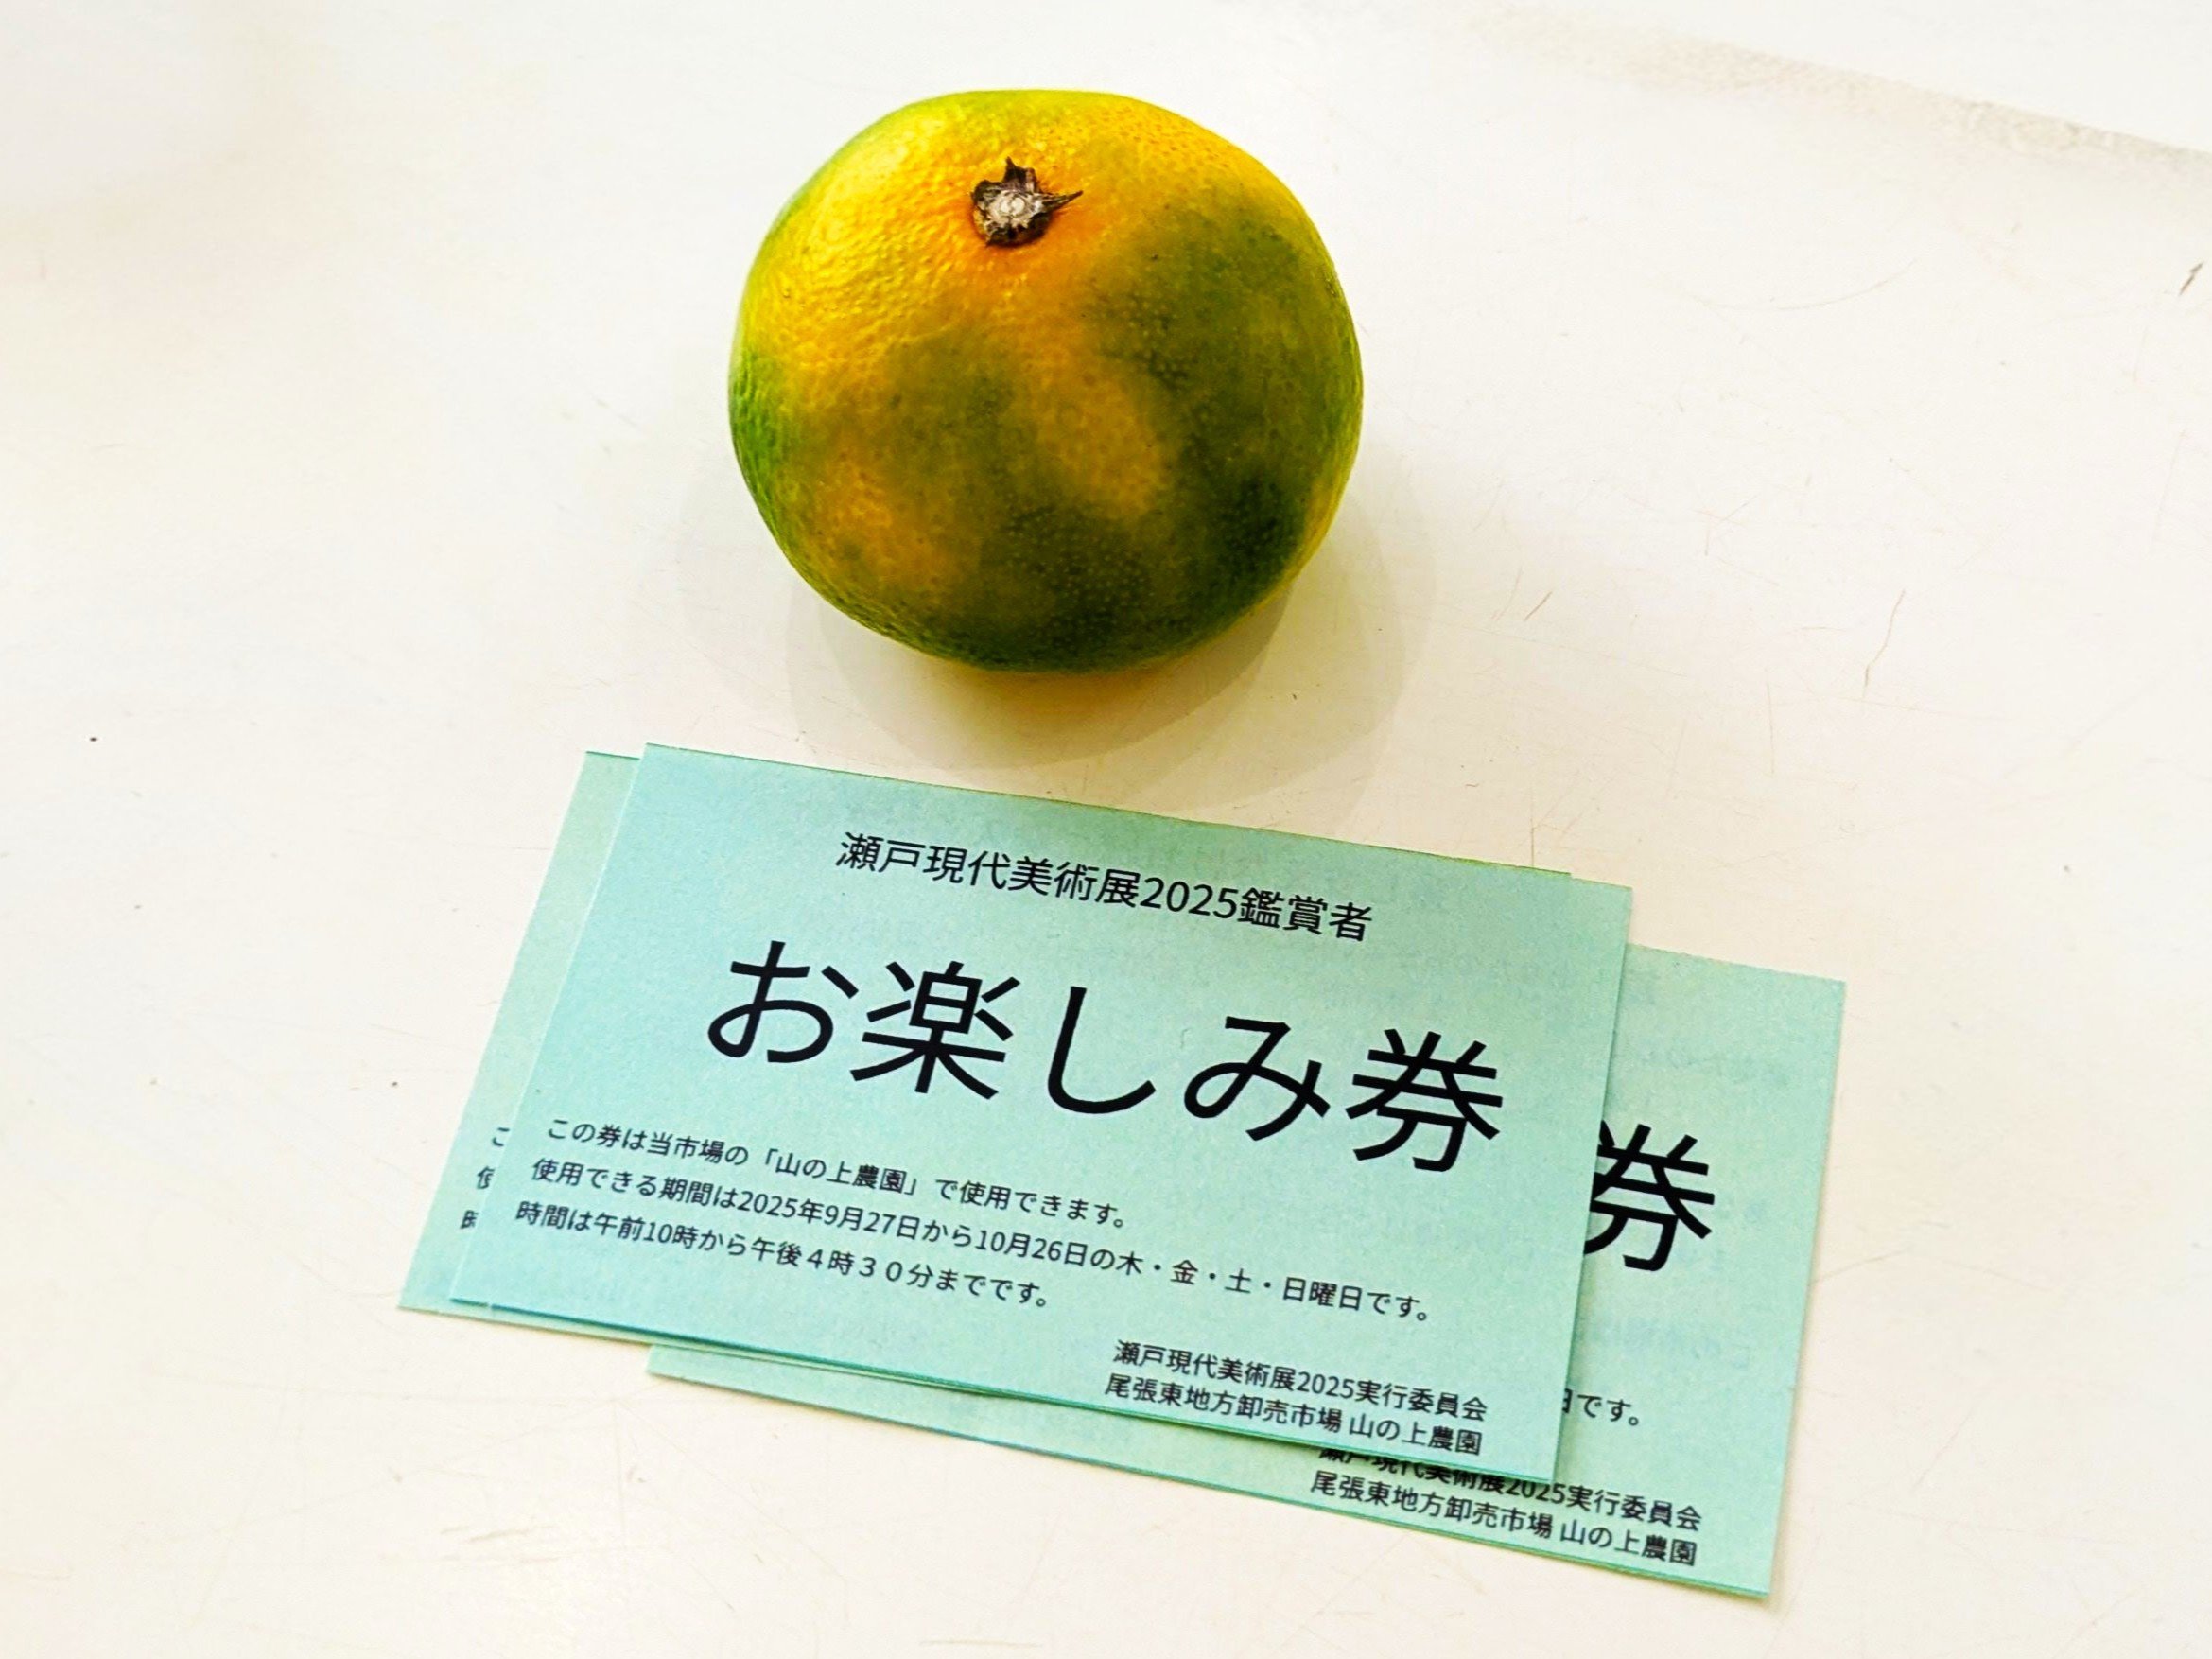 瀬戸現代美術展2025鑑賞者
お楽しみ券
この券は当市場の「山の上農園」で使用できます。
使用できる期間は2025年9月27日から10月26日の木・金・土・日曜日です。
時間は午前10時から午後４時３０分までです。
瀬戸現代美術展2025実行委員会
尾張東地方卸売市場 山の上農園
こ
使
時
券
日です。
瀬戸現代美術展2025実行委員会
尾張東地方卸売市場 山の上農園